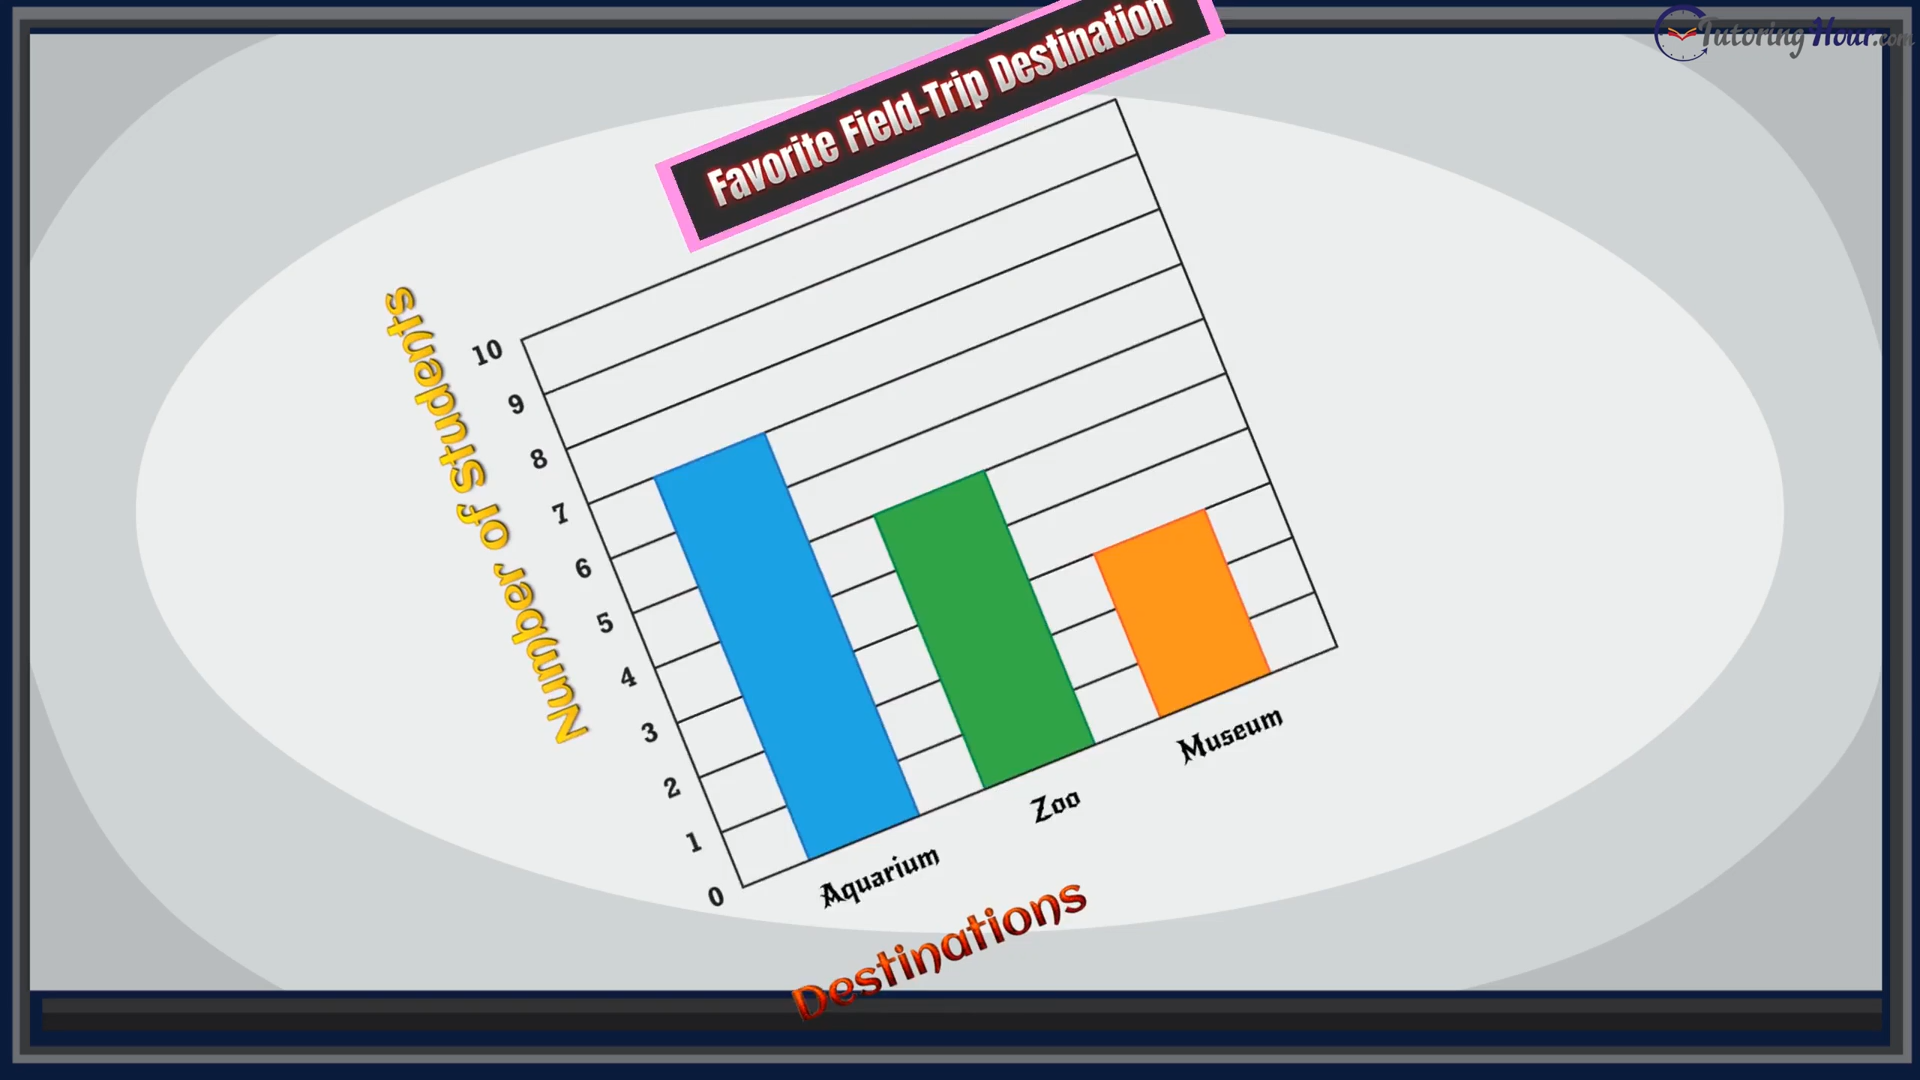 TutoringHour.com
Favorite Field-Trip Destination
Number of Students
10
9
8
7
6
5
4
3
2
1
0
Aquarium
Zoo
Museum
Destinations